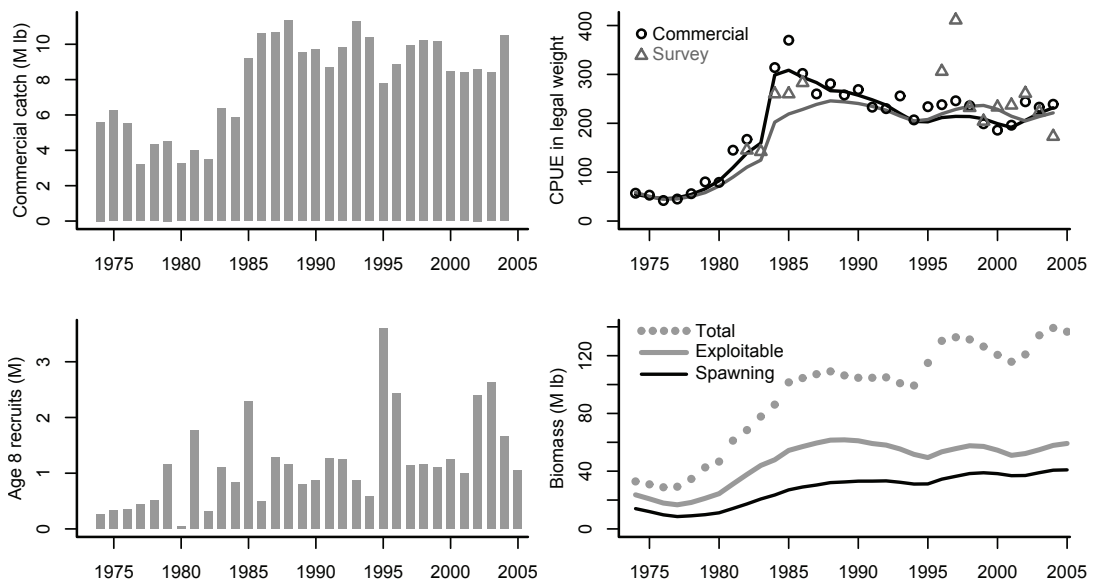 Commercial catch (M lb)
0 2 4 6 8 10
1975 1980 1985 1990 1995 2000 2005
CPUE in legal weight
0 100 200 300 400
Commercial
Survey
1975 1980 1985 1990 1995 2000 2005
Age 8 recruits (M)
0 1 2 3
1975 1980 1985 1990 1995 2000 2005
Biomass (M lb)
0 40 80 120
Total
Exploitable
Spawning
1975 1980 1985 1990 1995 2000 2005